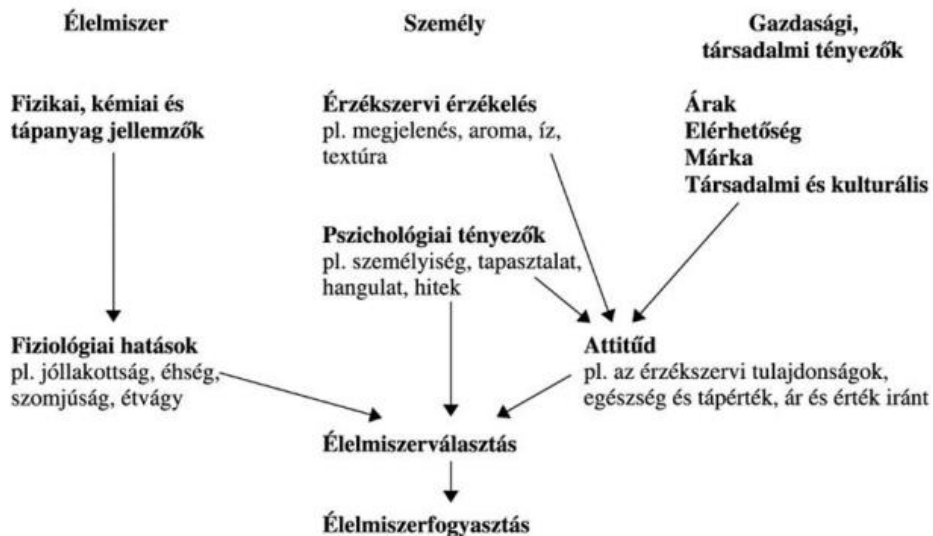 Élelmiszer
Személy
Gazdasági,
társadalmi tényezők
Fizikai, kémiai és
tápanyag jellemzők
Érzékszervi érzékelés
pl. megjelenés, aroma, íz,
textúra
Árak
Elérhetőség
Márka
Társadalmi és kulturális
Pszichológiai tényezők
pl. személyiség, tapasztalat,
hangulat, hitek
Fiziológiai hatások
pl. jóllakottság, éhség,
szomjúság, étvágy
Attitűd
pl. az érzékszervi tulajdonságok,
egészség és tápérték, ár és érték iránt
Élelmiszerválasztás
Élelmiszerfogyasztás